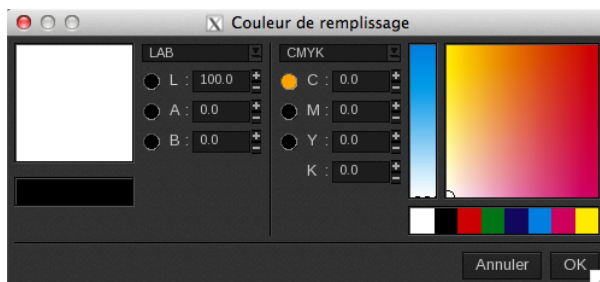 Couleur de remplissage
LAB
CMYK
L : 100.0
C : 0.0
A : 0.0
M : 0.0
B : 0.0
Y : 0.0
K : 0.0
Annuler
OK